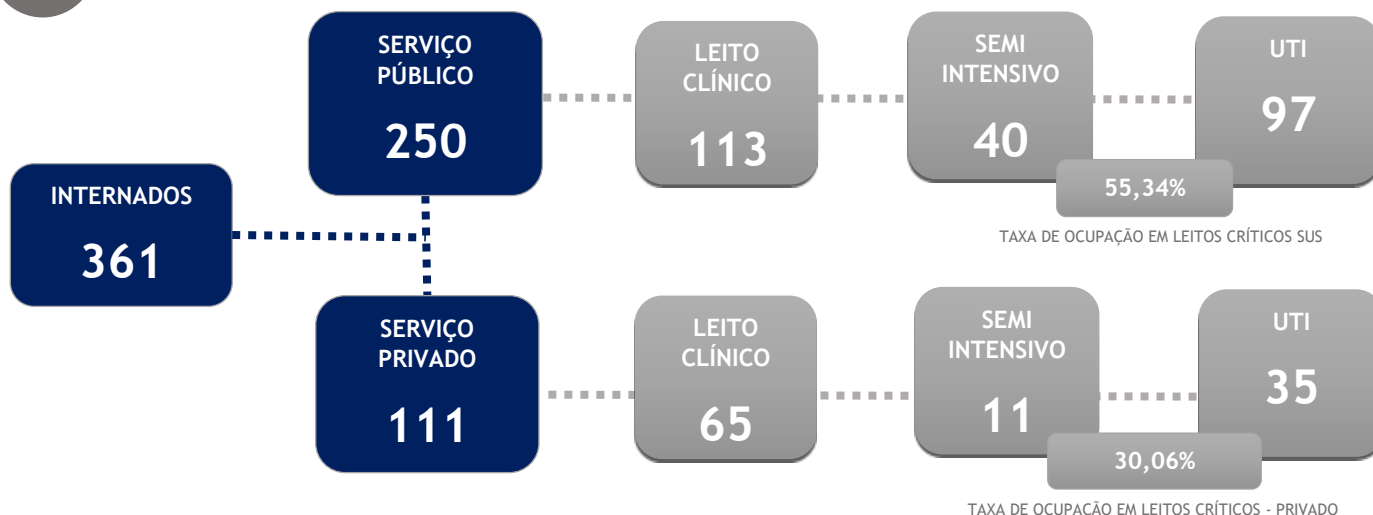 INTERNADOS
361
SERVIÇO
PÚBLICO
250
LEITO
CLÍNICO
113
SEMI
INTENSIVO
40
UTI
97
55,34%
TAXA DE OCUPAÇÃO EM LEITOS CRÍTICOS SUS
SERVIÇO
PRIVADO
111
LEITO
CLÍNICO
65
SEMI
INTENSIVO
11
UTI
35
30,06%
TAXA DE OCUPAÇÃO EM LEITOS CRÍTICOS - PRIVADO